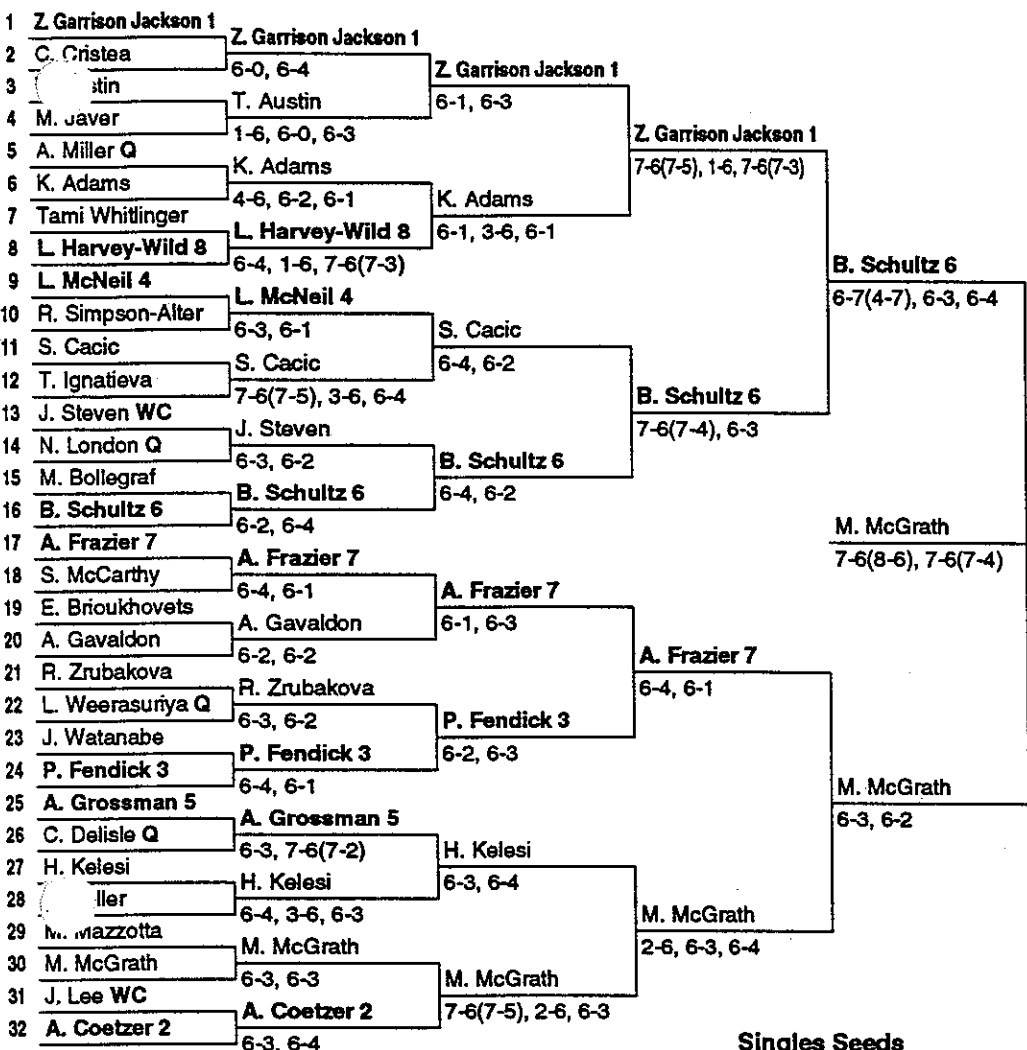 1 Z. Garrison Jackson 1
2 C. Cristea
3 stin
4 M. Javer
5 A. Miller Q
6 K. Adams
7 Tami Whitlinger
8 L. Harvey-Wild 8
9 L. McNeil 4
10 R. Simpson-Alter
11 S. Cacic
12 T. Ignatieva
13 J. Steven WC
14 N. London Q
15 M. Bollegraf
16 B. Schultz 6
17 A. Frazier 7
18 S. McCarthy
19 E. Brioukhovets
20 A. Gavaldon
21 R. Zrubakova
22 L. Weerasuriya Q
23 J. Watanabe
24 P. Fendick 3
25 A. Grossman 5
26 C. Delisle Q
27 H. Kelesi
28 ller
29 M. Mazzotta
30 M. McGrath
31 J. Lee WC
32 A. Coetzer 2
Z. Garrison Jackson 1
6-0, 6-4
T. Austin
1-6, 6-0, 6-3
K. Adams
4-6, 6-2, 6-1
L. Harvey-Wild 8
6-4, 1-6, 7-6(7-3)
L. McNeil 4
6-3, 6-1
S. Cacic
7-6(7-5), 3-6, 6-4
J. Steven
6-3, 6-2
B. Schultz 6
6-2, 6-4
A. Frazier 7
6-4, 6-1
A. Gavaldon
6-2, 6-2
R. Zrubakova
6-3, 6-2
P. Fendick 3
6-4, 6-1
A. Grossman 5
6-3, 7-6(7-2)
H. Kelesi
6-4, 3-6, 6-3
M. McGrath
6-3, 6-3
A. Coetzer 2
6-3, 6-4
Z. Garrison Jackson 1
6-1, 6-3
K. Adams
6-1, 3-6, 6-1
S. Cacic
6-4, 6-2
B. Schultz 6
6-4, 6-2
A. Frazier 7
6-1, 6-3
P. Fendick 3
6-2, 6-3
H. Kelesi
6-3, 6-4
M. McGrath
7-6(7-5), 2-6, 6-3
Z. Garrison Jackson 1
7-6(7-5), 1-6, 7-6(7-3)
B. Schultz 6
7-6(7-4), 6-3
A. Frazier 7
6-4, 6-1
M. McGrath
2-6, 6-3, 6-4
B. Schultz 6
6-7(4-7), 6-3, 6-4
M. McGrath
6-3, 6-2
M. McGrath
7-6(8-6), 7-6(7-4)
Singles Seeds